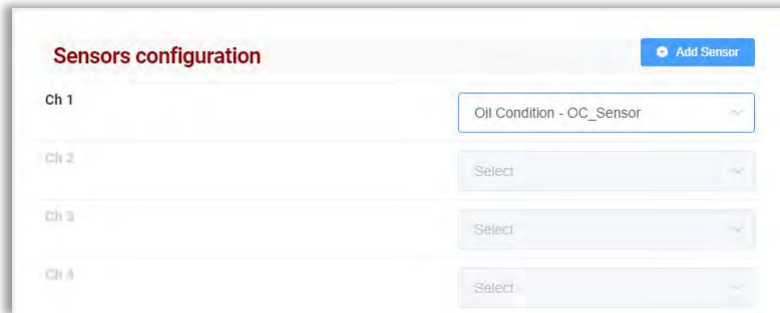 Sensors configuration
Add Sensor
Ch 1
Oil Condition - OC_Sensor
Ch 2
Select
Ch 3
Select
Ch 4
Select